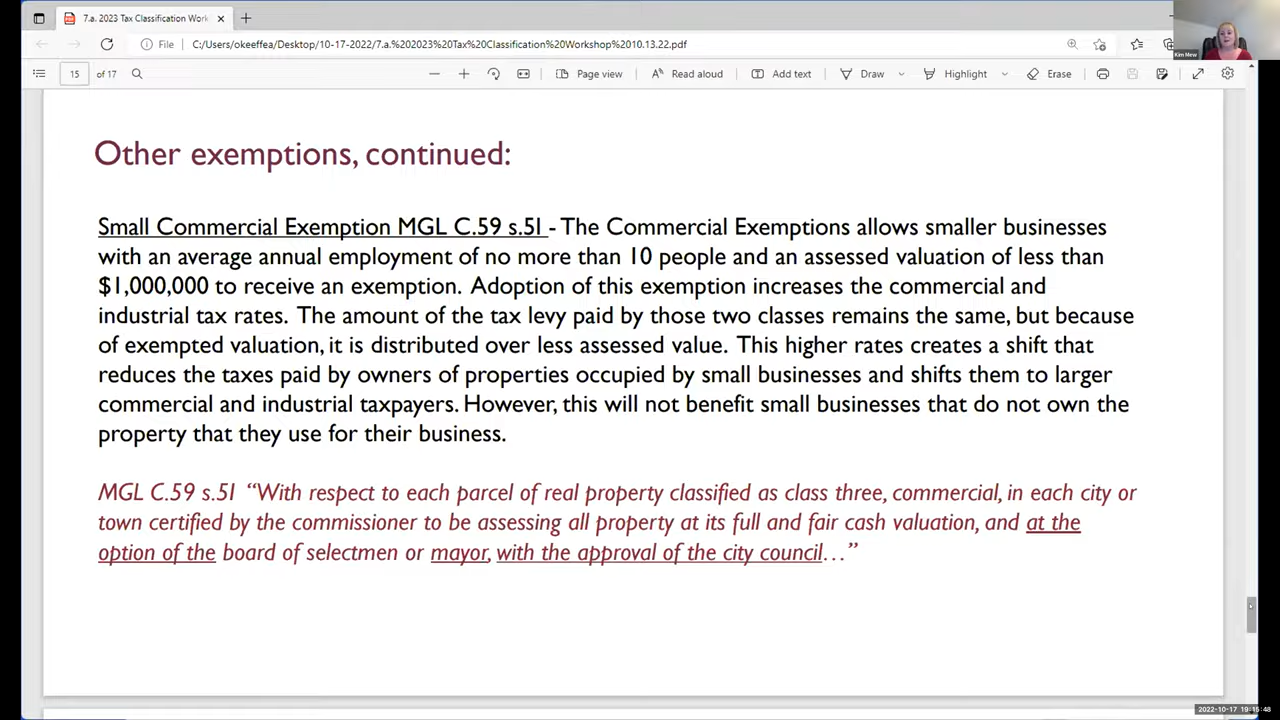 7.a. 2023 Tax Classification Work
File C:/Users/okeeffea/Desktop/10-17-2022/7.a.%202023%20Tax%20Classification%20Workshop%2010.13.22.pdf
Kim Mew
15 of 17 Page view Read aloud Add text Draw Highlight Erase
Other exemptions, continued:
Small Commercial Exemption MGL C.59 s.5I - The Commercial Exemptions allows smaller businesses
with an average annual employment of no more than 10 people and an assessed valuation of less than
$1,000,000 to receive an exemption. Adoption of this exemption increases the commercial and
industrial tax rates. The amount of the tax levy paid by those two classes remains the same, but because
of exempted valuation, it is distributed over less assessed value. This higher rates creates a shift that
reduces the taxes paid by owners of properties occupied by small businesses and shifts them to larger
commercial and industrial taxpayers. However, this will not benefit small businesses that do not own the
property that they use for their business.
MGL C.59 s.5I “With respect to each parcel of real property classified as class three, commercial, in each city or
town certified by the commissioner to be assessing all property at its full and fair cash valuation, and at the
option of the board of selectmen or mayor, with the approval of the city council…”
2022-10-17 19:15:48